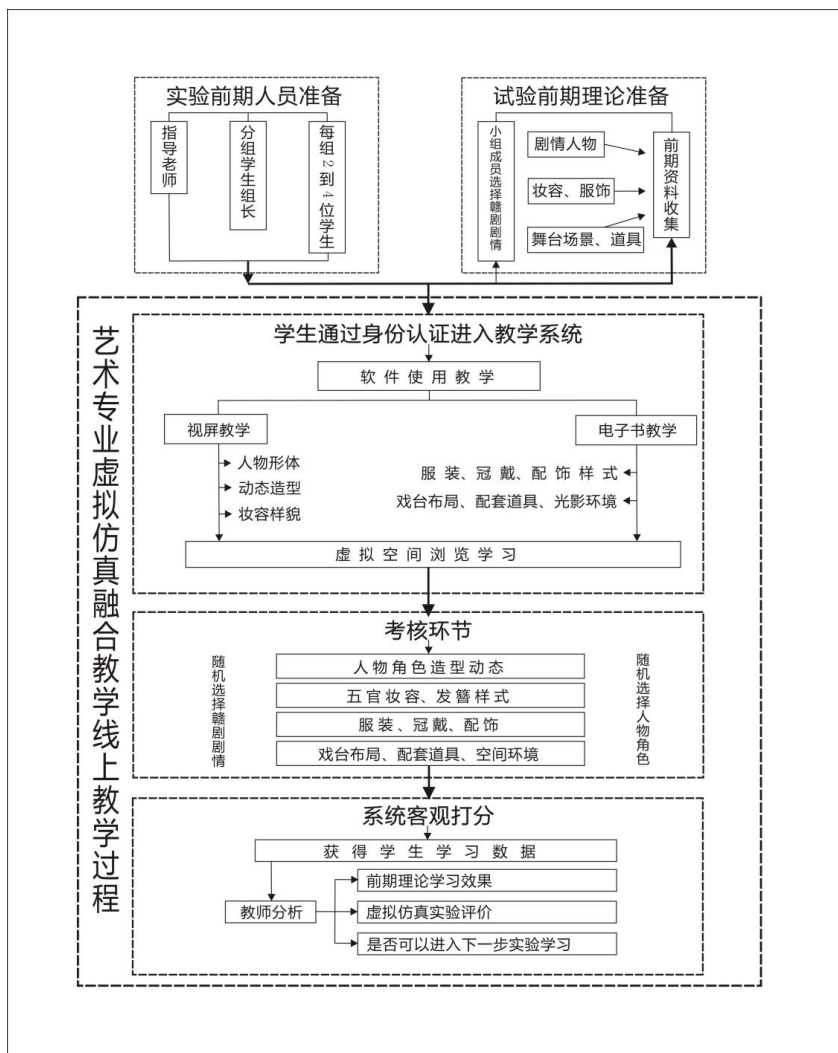 实验前期人员准备
指导老师
分组学生组长
每组2到4位学生
试验前期理论准备
小组成员选择赣剧剧情
剧情人物
妆容、服饰
舞台场景、道具
前期资料收集
艺术专业虚拟仿真融合教学线上教学过程
学生通过身份认证进入教学系统
软件使用教学
视屏教学
人物形体
动态造型
妆容样貌
电子书教学
服装、冠戴、配饰样式
戏台布局、配套道具、光影环境
虚拟空间浏览学习
考核环节
随机选择赣剧剧情
人物角色造型动态
五官妆容、发簪样式
服装、冠戴、配饰
戏台布局、配套道具、空间环境
随机选择人物角色
系统客观打分
获得学生学习数据
教师分析
前期理论学习效果
虚拟仿真实验评价
是否可以进入下一步实验学习